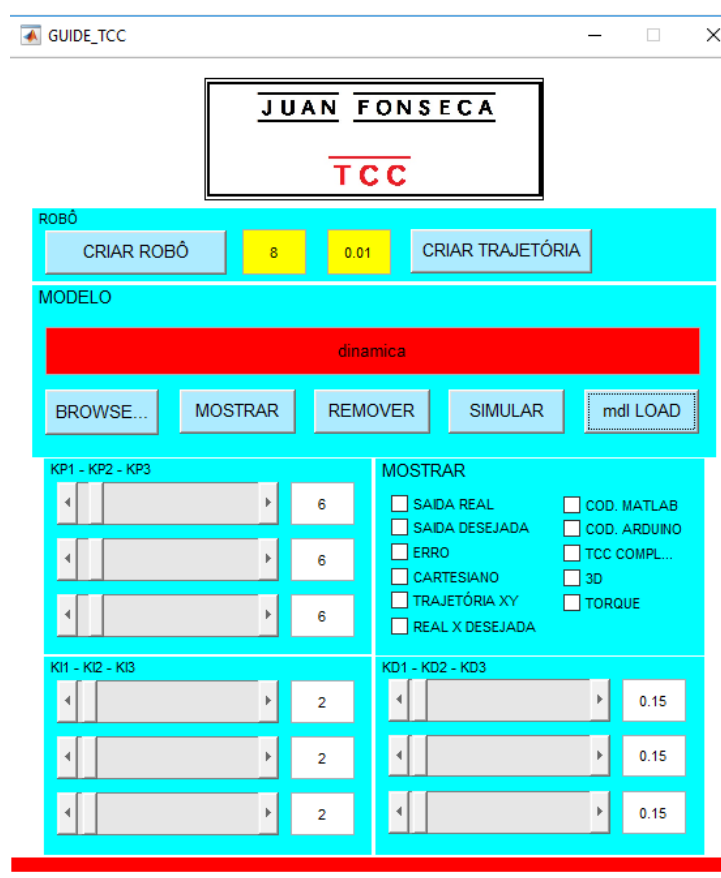 GUIDE_TCC
JUAN FONSECA
TCC
ROBÔ
CRIAR ROBÔ 8 0.01 CRIAR TRAJETÓRIA
MODELO
dinamica
BROWSE... MOSTRAR REMOVER SIMULAR mdl LOAD
KP1 - KP2 - KP3
6
6
6
MOSTRAR
SAIDA REAL
SAIDA DESEJADA
ERRO
CARTESIANO
TRAJETÓRIA XY
REAL X DESEJADA
COD. MATLAB
COD. ARDUINO
TCC COMPL...
3D
TORQUE
KI1 - KI2 - KI3
2
2
2
KD1 - KD2 - KD3
0.15
0.15
0.15